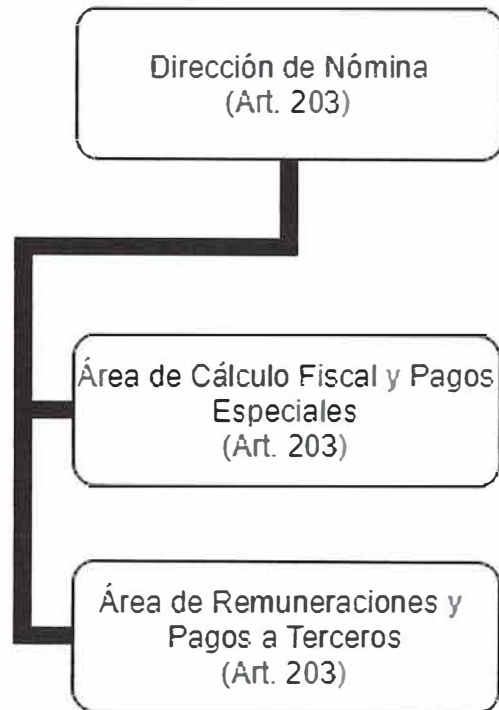 Dirección de Nómina
(Art. 203)
Área de Cálculo Fiscal y Pagos
Especiales
(Art. 203)
Área de Remuneraciones y
Pagos a Terceros
(Art. 203)